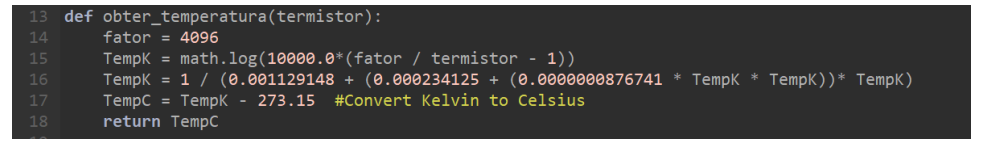 13 def obter_temperatura(termistor):
14     fator = 4096
15     TempK = math.log(10000.0*(fator / termistor - 1))
16     TempK = 1 / (0.001129148 + (0.000234125 + (0.0000000876741 * TempK * TempK))* TempK)
17     TempC = TempK - 273.15  #Convert Kelvin to Celsius
18     return TempC